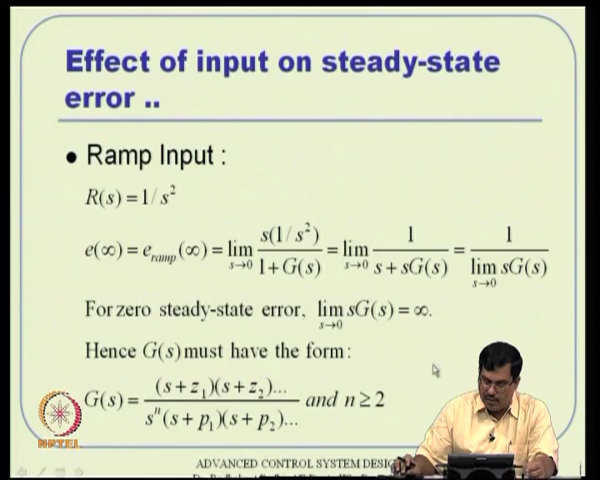 Effect of input on steady-state
error ..
• Ramp Input :
R(s) = 1/s²
e(∞) = e_ramp(∞) = lim_{s→0} s(1/s²) / (1+G(s)) = lim_{s→0} 1 / (s+sG(s)) = 1 / lim_{s→0} sG(s)
For zero steady-state error, lim_{s→0} sG(s) = ∞.
Hence G(s) must have the form :
G(s) = (s+z₁)(s+z₂)... / sⁿ(s+p₁)(s+p₂)... and n ≥ 2
NPTEL
ADVANCED CONTROL SYSTEM